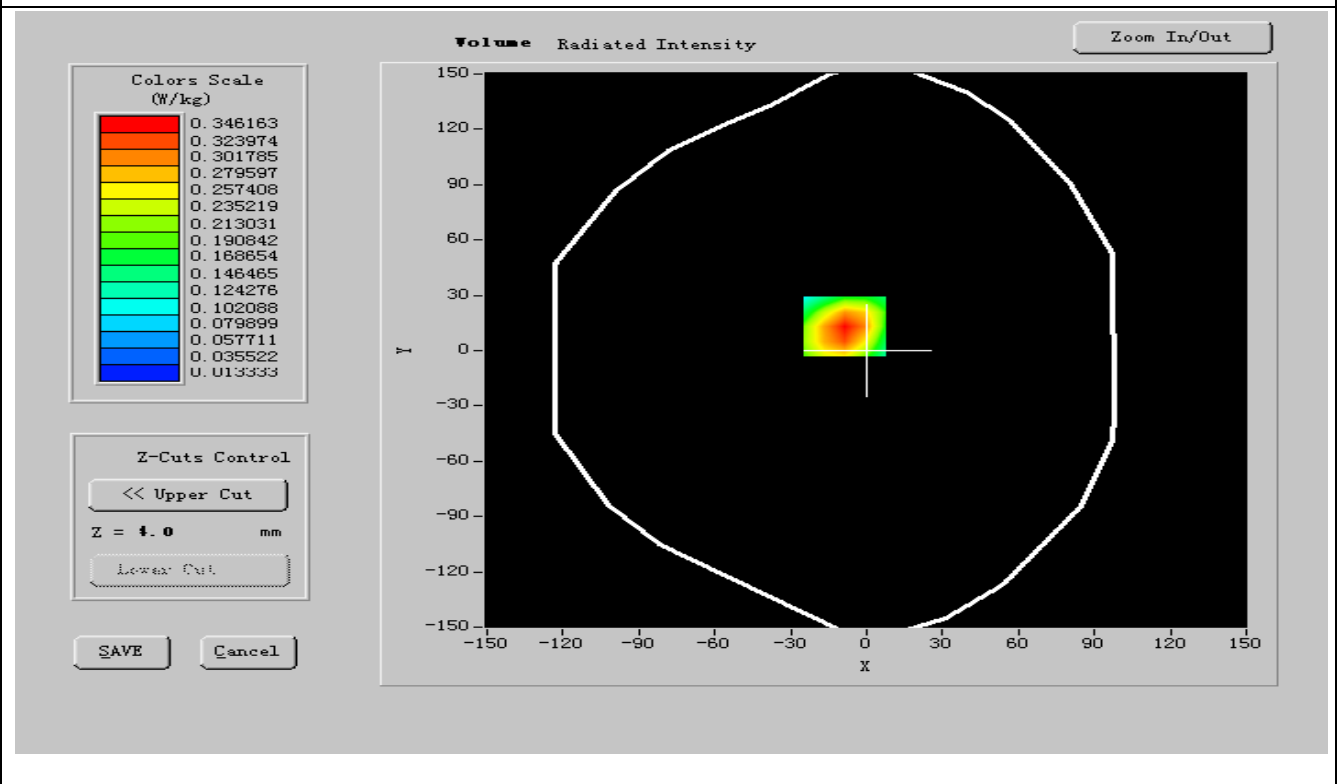 Volume Radiated Intensity
Zoom In/Out
Colors Scale
(W/kg)
0.346163
0.323974
0.301785
0.279597
0.257408
0.235219
0.213031
0.190842
0.168654
0.146465
0.124276
0.102088
0.079899
0.057711
0.035522
0.013333
Z-Cuts Control
<< Upper Cut
Z = 4.0 mm
Lower Cut
SAVE Cancel
150
120
90
60
30
0
-30
-60
-90
-120
-150
Y
-150 -120 -90 -60 -30 0 30 60 90 120 150
X